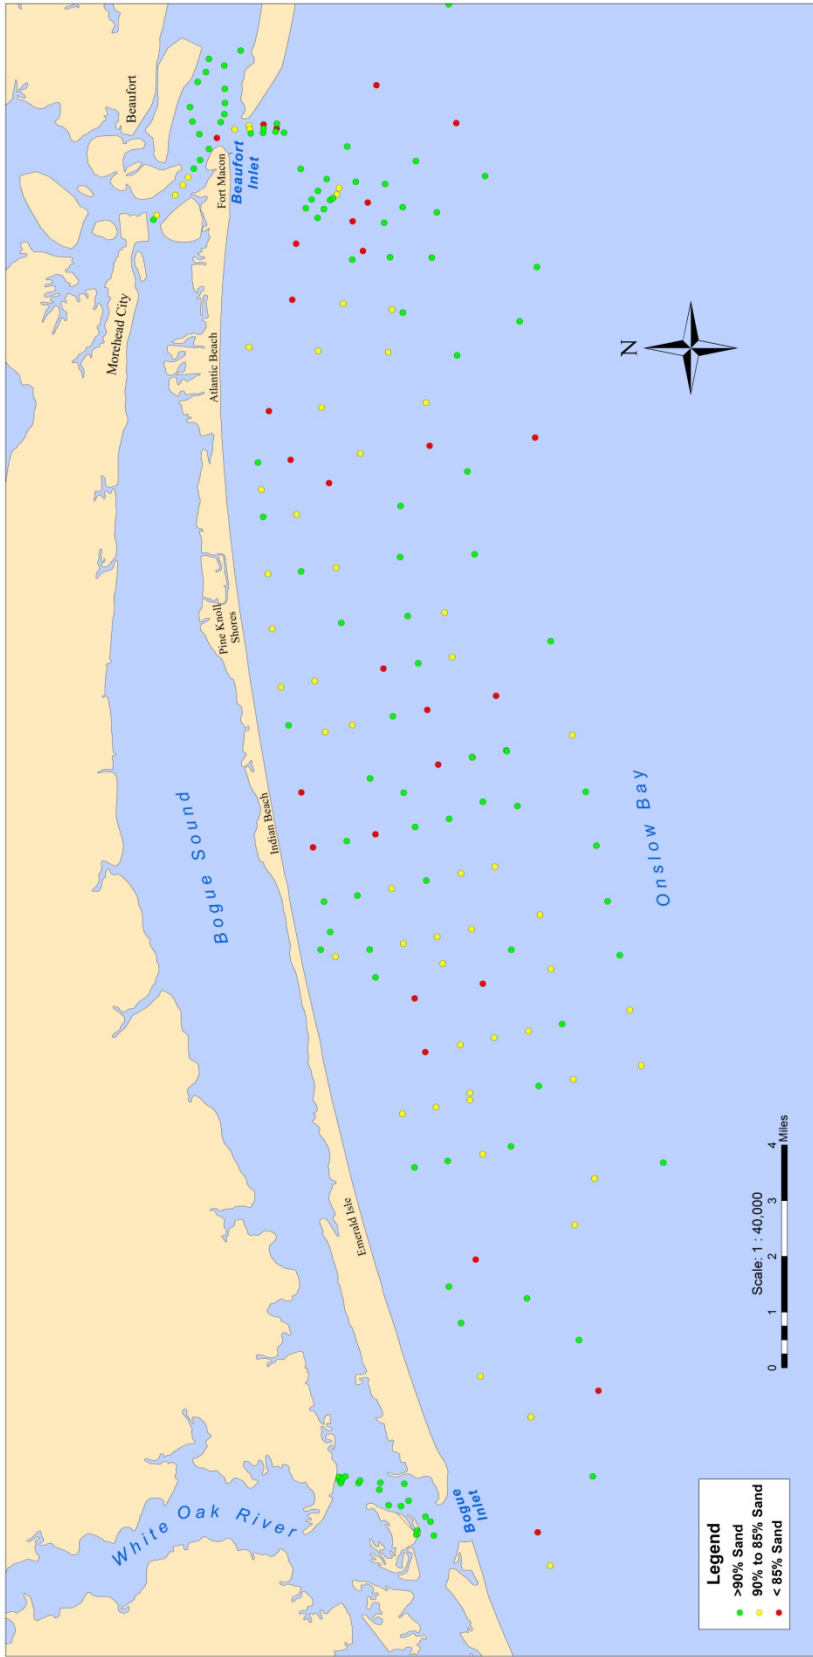 Beaufort
Morehead City
Fort Macon
Beaufort
Inlet
Atlantic Beach
Pine Knoll
Shores
Bogue Sound
Indian Beach
Emerald Isle
White Oak River
Bogue
Inlet
Onslow Bay
N
Scale: 1 : 40,000
0 1 2 3 4
Miles
Legend
>90% Sand
90% to 85% Sand
< 85% Sand